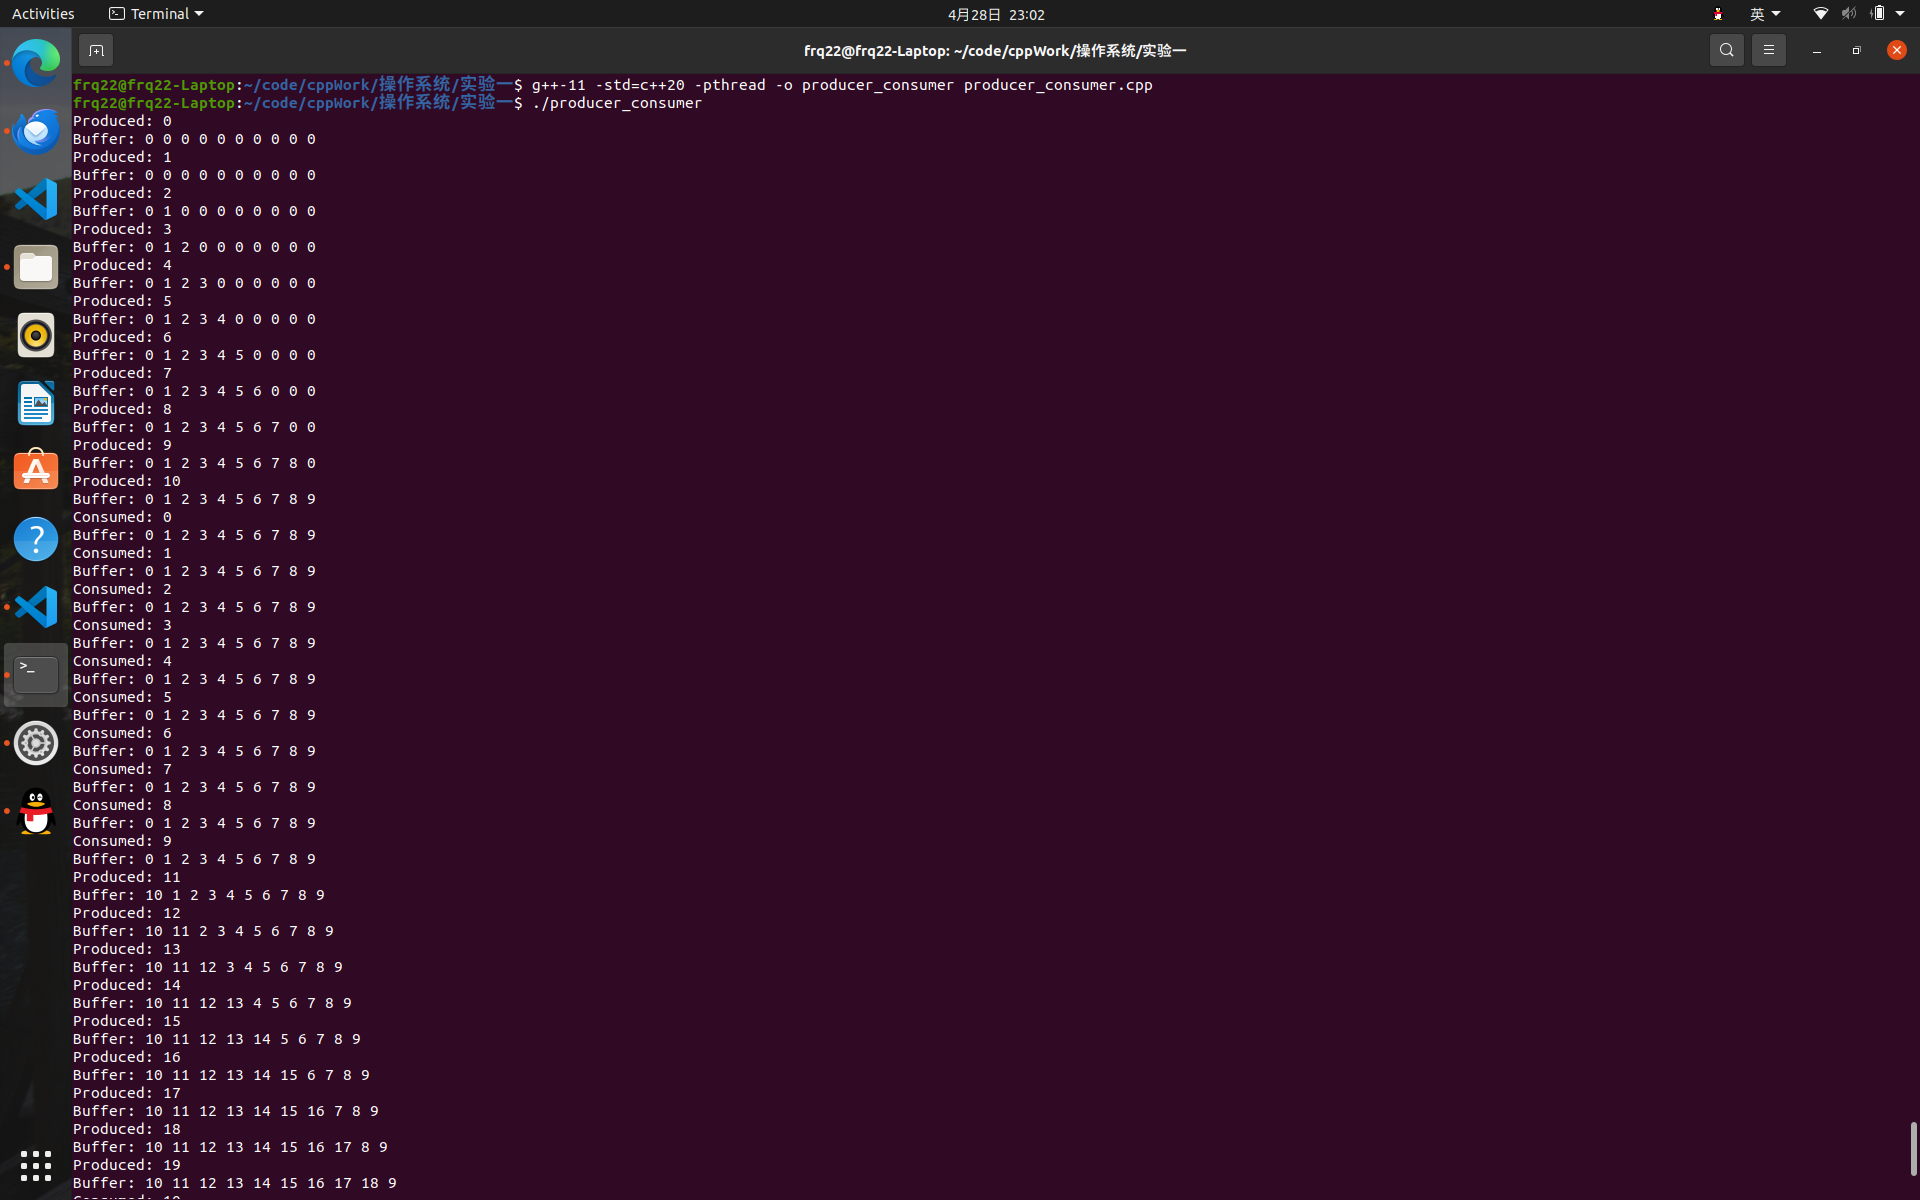 Activities
Terminal
4月28日 23:02
英
frq22@frq22-Laptop: ~/code/cppWork/操作系统/实验一
frq22@frq22-Laptop:~/code/cppWork/操作系统/实验一$ g++-11 -std=c++20 -pthread -o producer_consumer producer_consumer.cpp
frq22@frq22-Laptop:~/code/cppWork/操作系统/实验一$ ./producer_consumer
Produced: 0
Buffer: 0 0 0 0 0 0 0 0 0 0
Produced: 1
Buffer: 0 0 0 0 0 0 0 0 0 0
Produced: 2
Buffer: 0 1 0 0 0 0 0 0 0 0
Produced: 3
Buffer: 0 1 2 0 0 0 0 0 0 0
Produced: 4
Buffer: 0 1 2 3 0 0 0 0 0 0
Produced: 5
Buffer: 0 1 2 3 4 0 0 0 0 0
Produced: 6
Buffer: 0 1 2 3 4 5 0 0 0 0
Produced: 7
Buffer: 0 1 2 3 4 5 6 0 0 0
Produced: 8
Buffer: 0 1 2 3 4 5 6 7 0 0
Produced: 9
Buffer: 0 1 2 3 4 5 6 7 8 0
Produced: 10
Buffer: 0 1 2 3 4 5 6 7 8 9
Consumed: 0
Buffer: 0 1 2 3 4 5 6 7 8 9
Consumed: 1
Buffer: 0 1 2 3 4 5 6 7 8 9
Consumed: 2
Buffer: 0 1 2 3 4 5 6 7 8 9
Consumed: 3
Buffer: 0 1 2 3 4 5 6 7 8 9
Consumed: 4
Buffer: 0 1 2 3 4 5 6 7 8 9
Consumed: 5
Buffer: 0 1 2 3 4 5 6 7 8 9
Consumed: 6
Buffer: 0 1 2 3 4 5 6 7 8 9
Consumed: 7
Buffer: 0 1 2 3 4 5 6 7 8 9
Consumed: 8
Buffer: 0 1 2 3 4 5 6 7 8 9
Consumed: 9
Buffer: 0 1 2 3 4 5 6 7 8 9
Produced: 11
Buffer: 10 1 2 3 4 5 6 7 8 9
Produced: 12
Buffer: 10 11 2 3 4 5 6 7 8 9
Produced: 13
Buffer: 10 11 12 3 4 5 6 7 8 9
Produced: 14
Buffer: 10 11 12 13 4 5 6 7 8 9
Produced: 15
Buffer: 10 11 12 13 14 5 6 7 8 9
Produced: 16
Buffer: 10 11 12 13 14 15 6 7 8 9
Produced: 17
Buffer: 10 11 12 13 14 15 16 7 8 9
Produced: 18
Buffer: 10 11 12 13 14 15 16 17 8 9
Produced: 19
Buffer: 10 11 12 13 14 15 16 17 18 9